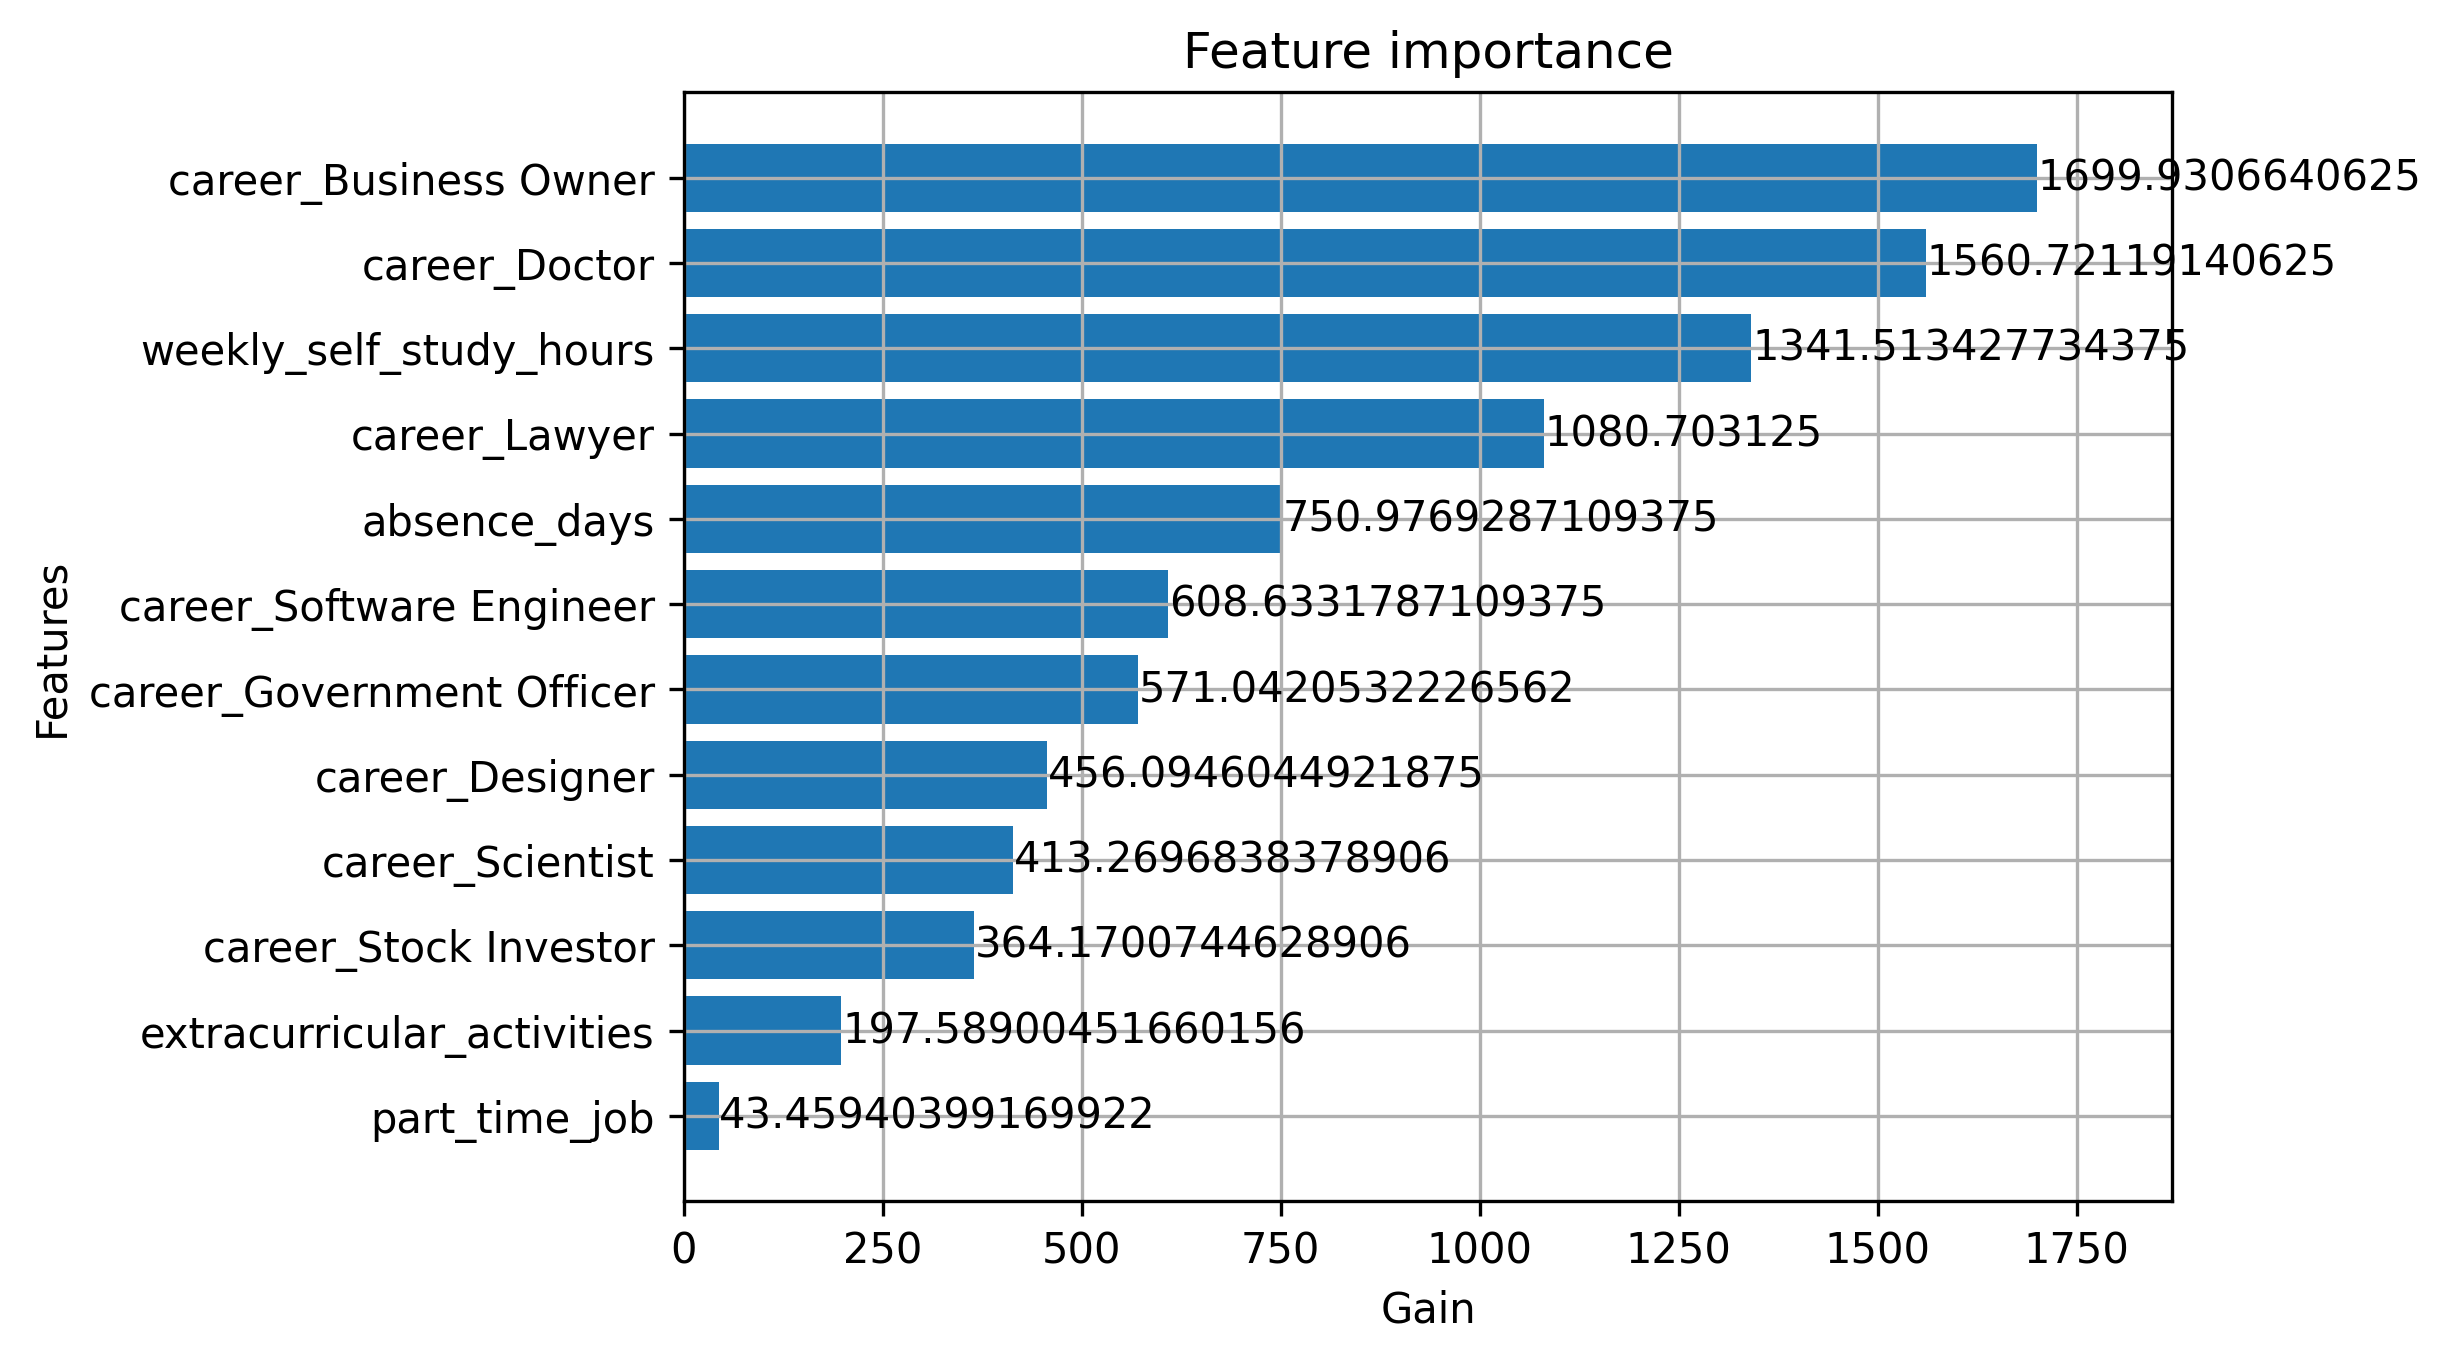 Feature importance
career_Business Owner 1699.9306640625
career_Doctor 1560.72119140625
weekly_self_study_hours 1341.513427734375
career_Lawyer 1080.703125
absence_days 750.9769287109375
career_Software Engineer 608.6331787109375
career_Government Officer 571.0420532226562
career_Designer 456.0946044921875
career_Scientist 413.2696838378906
career_Stock Investor 364.1700744628906
extracurricular_activities 197.58900451660156
part_time_job 43.45940399169922
Features
0 250 500 750 1000 1250 1500 1750
Gain